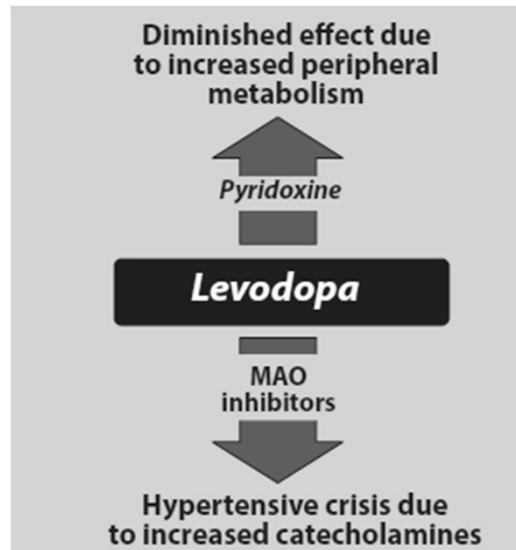 Diminished effect due
to increased peripheral
metabolism
Pyridoxine
Levodopa
MAO
inhibitors
Hypertensive crisis due
to increased catecholamines